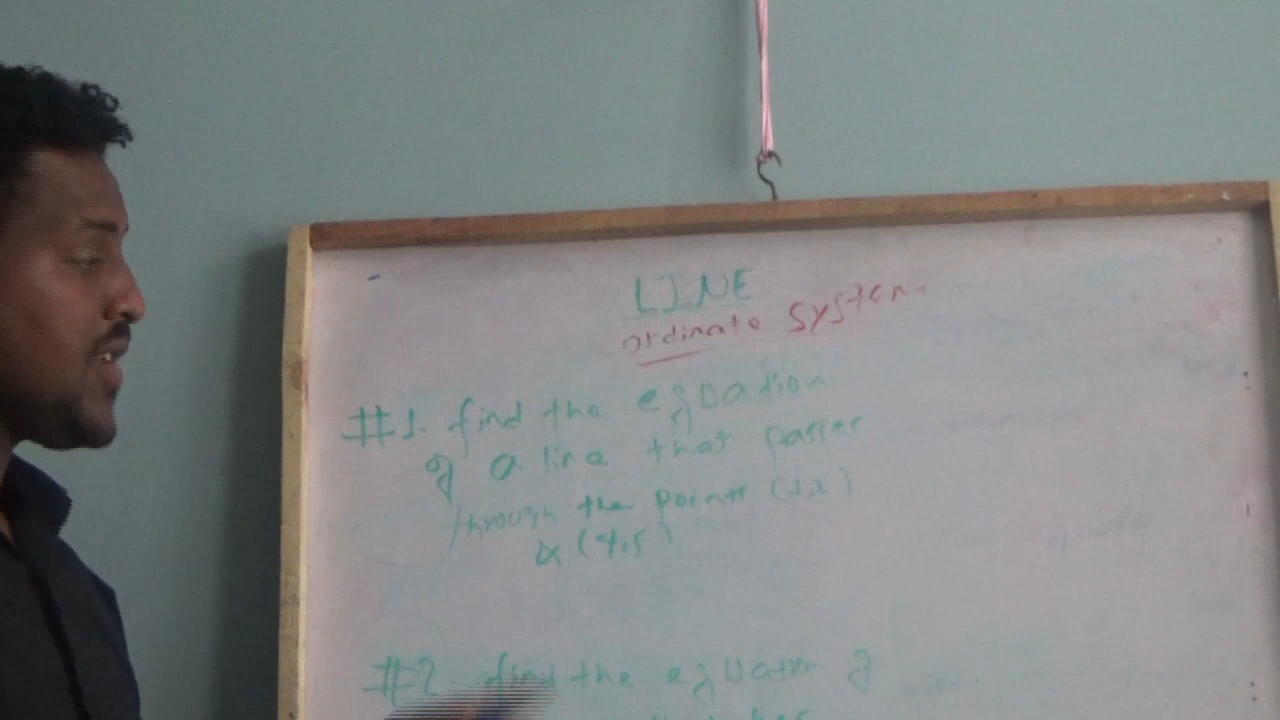 LINE
ordinate system
#1. find the equation
of a line that passes
through the points (1,2)
& (4,5)
#2 find the equation of